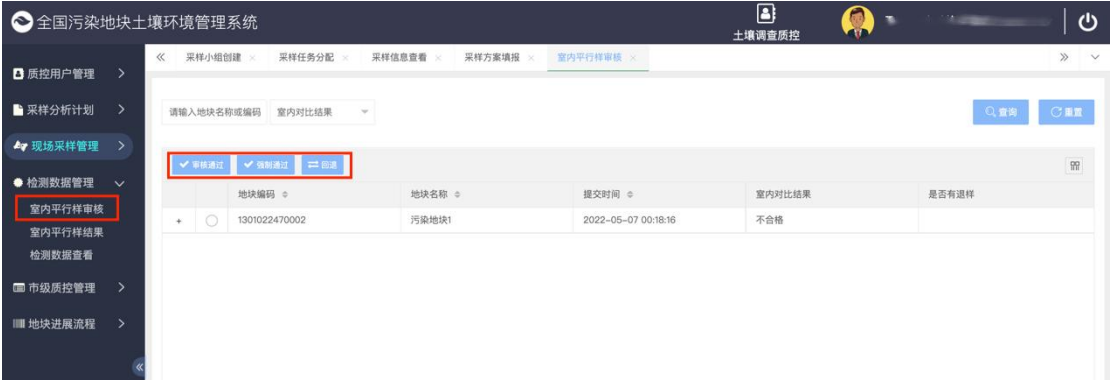 全国污染地块土壤环境管理系统
土壤调查质控
质控用户管理
采样分析计划
现场采样管理
检测数据管理
室内平行样审核
室内平行样结果
检测数据查看
市级质控管理
地块进展流程
采样小组创建 采样任务分配 采样信息查看 采样方案填报 室内平行样审核
请输入地块名称或编码 室内对比结果 查询 重置
审核通过 强制通过 回退
地块编码 地块名称 提交时间 室内对比结果 是否有退样
1301022470002 污染地块1 2022-05-07 00:18:16 不合格